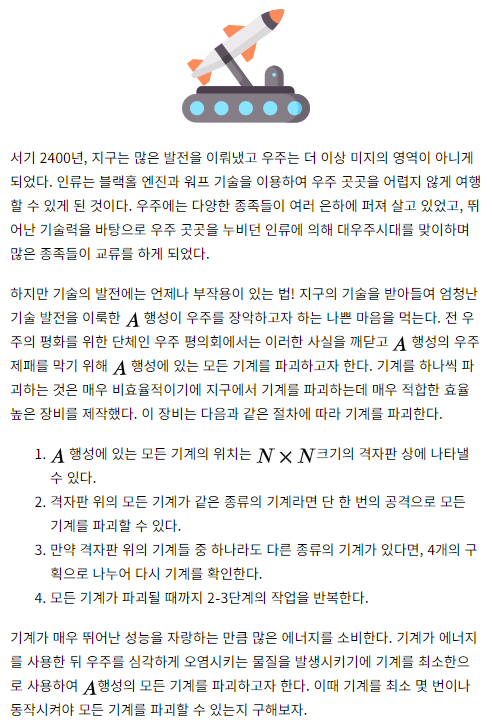 서기 2400년, 지구는 많은 발전을 이뤄냈고 우주는 더 이상 미지의 영역이 아니게
되었다. 인류는 블랙홀 엔진과 워프 기술을 이용하여 우주 곳곳을 어렵지 않게 여행
할 수 있게 된 것이다. 우주에는 다양한 종족들이 여러 은하에 퍼져 살고 있었고, 뛰
어난 기술력을 바탕으로 우주 곳곳을 누비던 인류에 의해 대우주시대를 맞이하며
많은 종족들이 교류를 하게 되었다.
하지만 기술의 발전에는 언제나 부작용이 있는 법! 지구의 기술을 받아들여 엄청난
기술 발전을 이룩한 A 행성이 우주를 장악하고자 하는 나쁜 마음을 먹는다. 전 우
주의 평화를 위한 단체인 우주 평의회에서는 이러한 사실을 깨닫고 A 행성의 우주
제패를 막기 위해 A 행성에 있는 모든 기계를 파괴하고자 한다. 기계를 하나씩 파
괴하는 것은 매우 비효율적이기에 지구에서 기계를 파괴하는데 매우 적합한 효율
높은 장비를 제작했다. 이 장비는 다음과 같은 절차에 따라 기계를 파괴한다.
1. A 행성에 있는 모든 기계의 위치는 N × N크기의 격자판 상에 나타낼
수 있다.
2. 격자판 위의 모든 기계가 같은 종류의 기계라면 단 한 번의 공격으로 모든
기계를 파괴할 수 있다.
3. 만약 격자판 위의 기계들 중 하나라도 다른 종류의 기계가 있다면, 4개의 구
획으로 나누어 다시 기계를 확인한다.
4. 모든 기계가 파괴될 때까지 2-3단계의 작업을 반복한다.
기계가 매우 뛰어난 성능을 자랑하는 만큼 많은 에너지를 소비한다. 기계가 에너지
를 사용한 뒤 우주를 심각하게 오염시키는 물질을 발생시키기에 기계를 최소한으
로 사용하여 A행성의 모든 기계를 파괴하고자 한다. 이때 기계를 최소 몇 번이나
동작시켜야 모든 기계를 파괴할 수 있는지 구해보자.